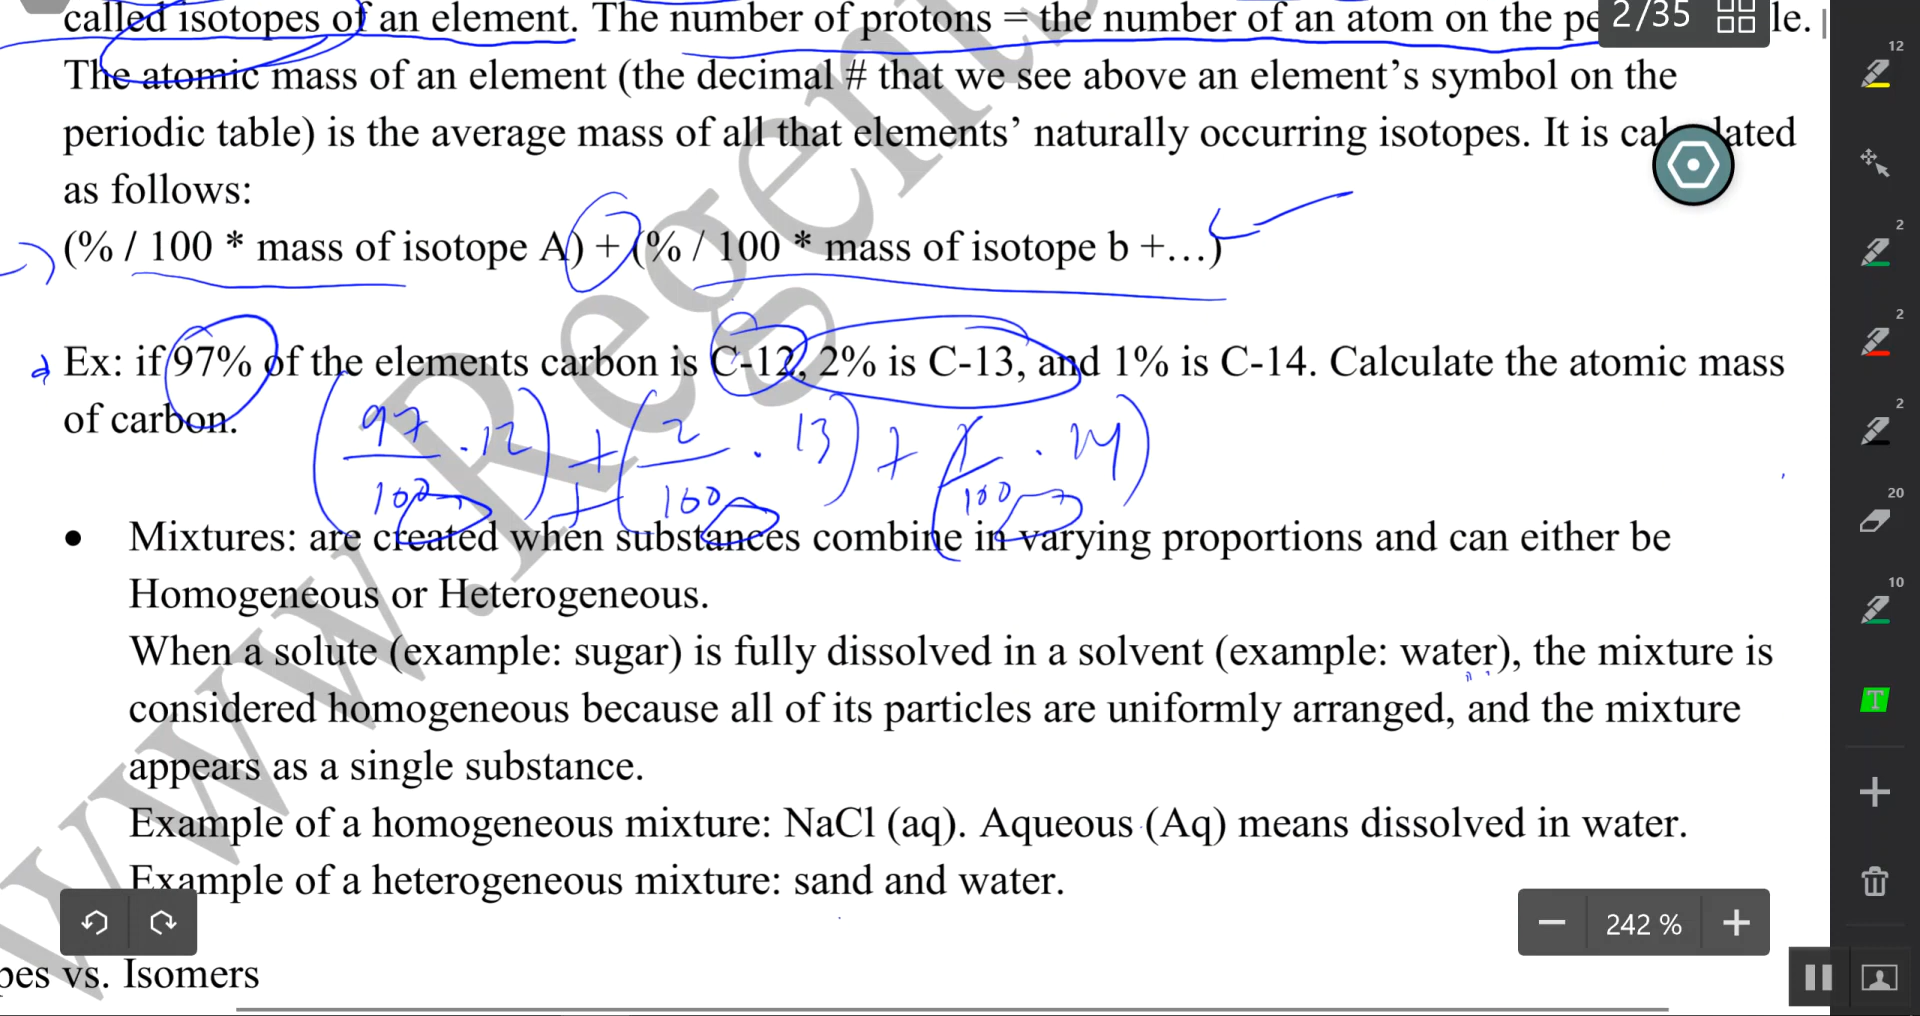 called isotopes of an element. The number of protons = the number of an atom on the pe
le.
2/35
The atomic mass of an element (the decimal # that we see above an element’s symbol on the
periodic table) is the average mass of all that elements’ naturally occurring isotopes. It is calculated
as follows:
(% / 100 * mass of isotope A) + (% / 100 * mass of isotope b +…)
Ex: if 97% of the elements carbon is C-12, 2% is C-13, and 1% is C-14. Calculate the atomic mass
of carbon.
(97/100 · 12) + (2/100 · 13) + (1/100 · 14)
+
• Mixtures: are created when substances combine in varying proportions and can either be
Homogeneous or Heterogeneous.
When a solute (example: sugar) is fully dissolved in a solvent (example: water), the mixture is
considered homogeneous because all of its particles are uniformly arranged, and the mixture
appears as a single substance.
Example of a homogeneous mixture: NaCl (aq). Aqueous (Aq) means dissolved in water.
Example of a heterogeneous mixture: sand and water.
pes vs. Isomers
www.Regent
242 %
12
2
2
2
20
10
T